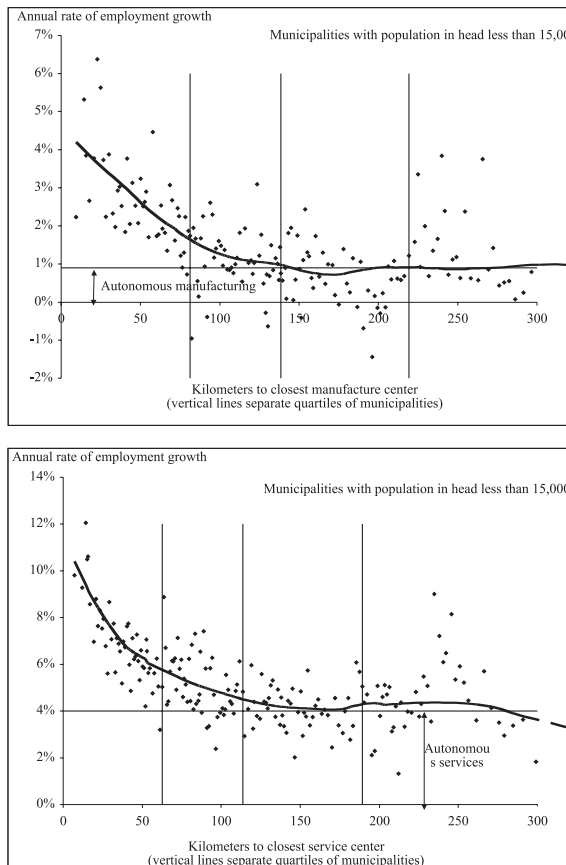 Annual rate of employment growth
7%
Municipalities with population in head less than 15,000
6%
5%
4%
3%
2%
1%
Autonomous manufacturing
0%
0 50 100 150 200 250 300
-1%
-2%
Kilometers to closest manufacture center
(vertical lines separate quartiles of municipalities)
Annual rate of employment growth
14%
Municipalities with population in head less than 15,000
12%
10%
8%
6%
4%
Autonomou
s services
2%
0%
0 50 100 150 200 250 300
Kilometers to closest service center
(vertical lines separate quartiles of municipalities)